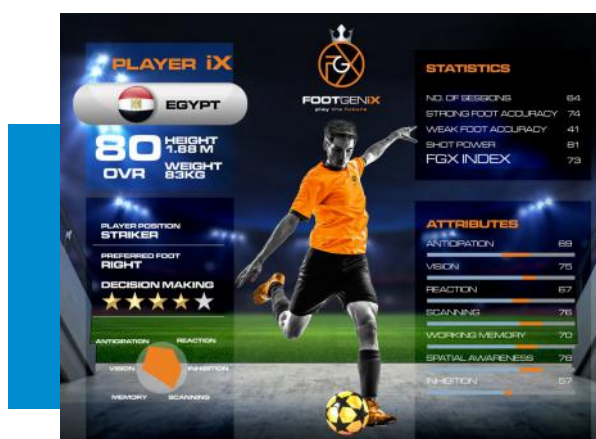 PLAYER iX
EGYPT
80
OVR
HEIGHT
1.88 M
WEIGHT
83KG
PLAYER POSITION
STRIKER
PREFERRED FOOT
RIGHT
DECISION MAKING
ANTICIPATION
REACTION
VISION
INHIBITION
MEMORY
SCANNING
FGX
FOOTGENIX
play the future
STATISTICS
NO. OF SESSIONS 64
STRONG FOOT ACCURACY 74
WEAK FOOT ACCURACY 41
SHOT POWER 81
FGX INDEX 73
ATTRIBUTES
ANTICIPATION 69
VISION 75
REACTION 67
SCANNING 76
WORKING MEMORY 70
SPATIAL AWARENESS 78
INHIBITION 57